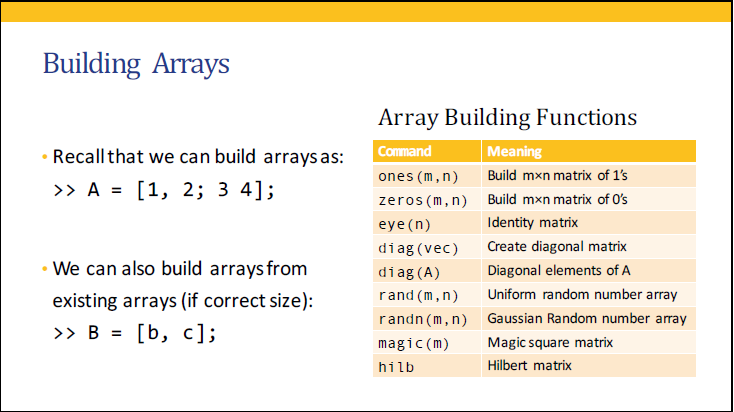 Building Arrays
• Recall that we can build arrays as:
>> A = [1, 2; 3 4];
• We can also build arrays from
existing arrays (if correct size):
>> B = [b, c];
Array Building Functions
Command Meaning
ones(m,n) Build m×n matrix of 1’s
zeros(m,n) Build m×n matrix of 0’s
eye(n) Identity matrix
diag(vec) Create diagonal matrix
diag(A) Diagonal elements of A
rand(m,n) Uniform random number array
randn(m,n) Gaussian Random number array
magic(m) Magic square matrix
hilb Hilbert matrix